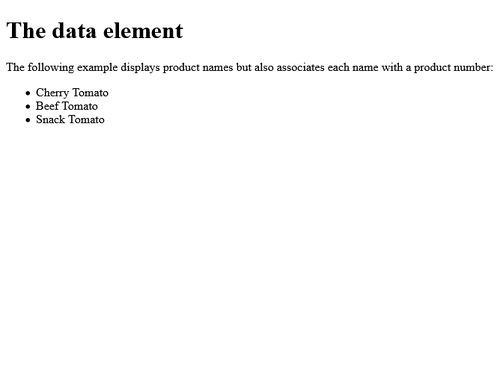 The data element
The following example displays product names but also associates each name with a product number:
Cherry Tomato
Beef Tomato
Snack Tomato